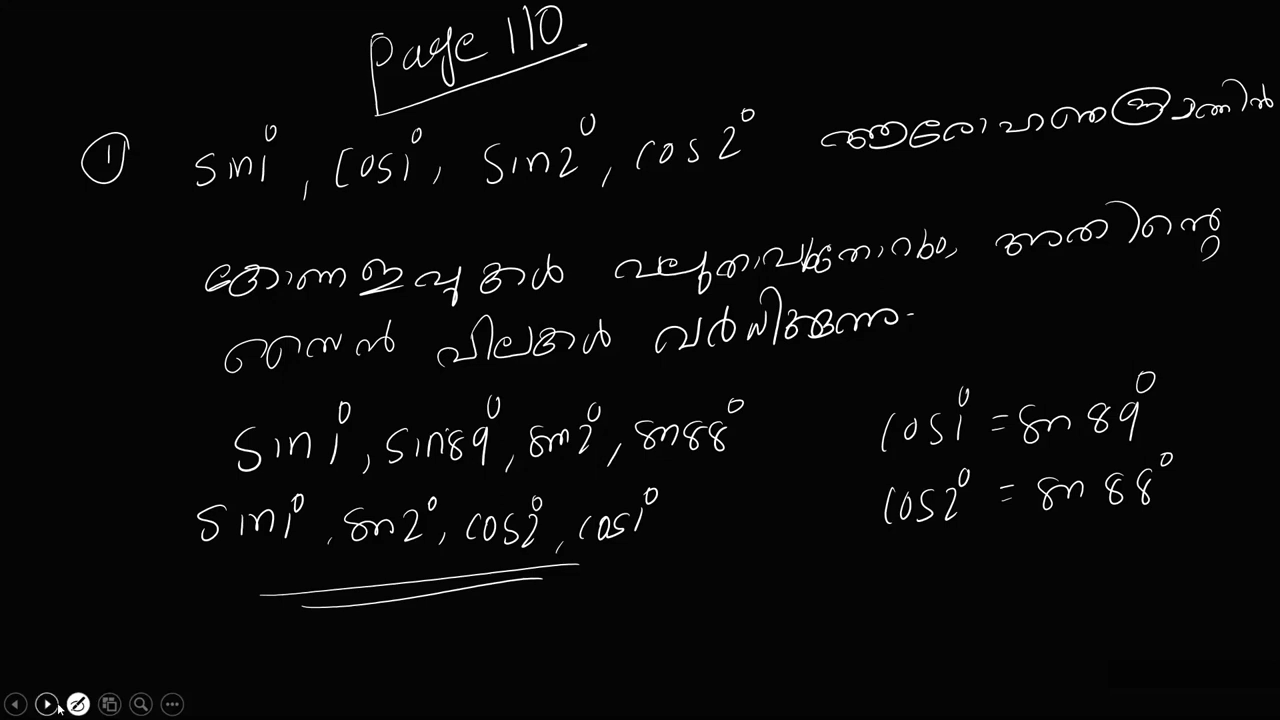 Page 110
① sin1°, cos1°, sin2°, cos2° ആരോഹണക്രമത്തിൽ
കോണളവുകൾ വലുതാവുന്തോറും, അതിന്റെ
സൈൻ വിലകൾ വർധിക്കുന്നു.
sin1°, sin89°, sin2°, sin88° cos1° = sin89°
sin1°, sin2°, cos2°, cos1° cos2° = sin88°